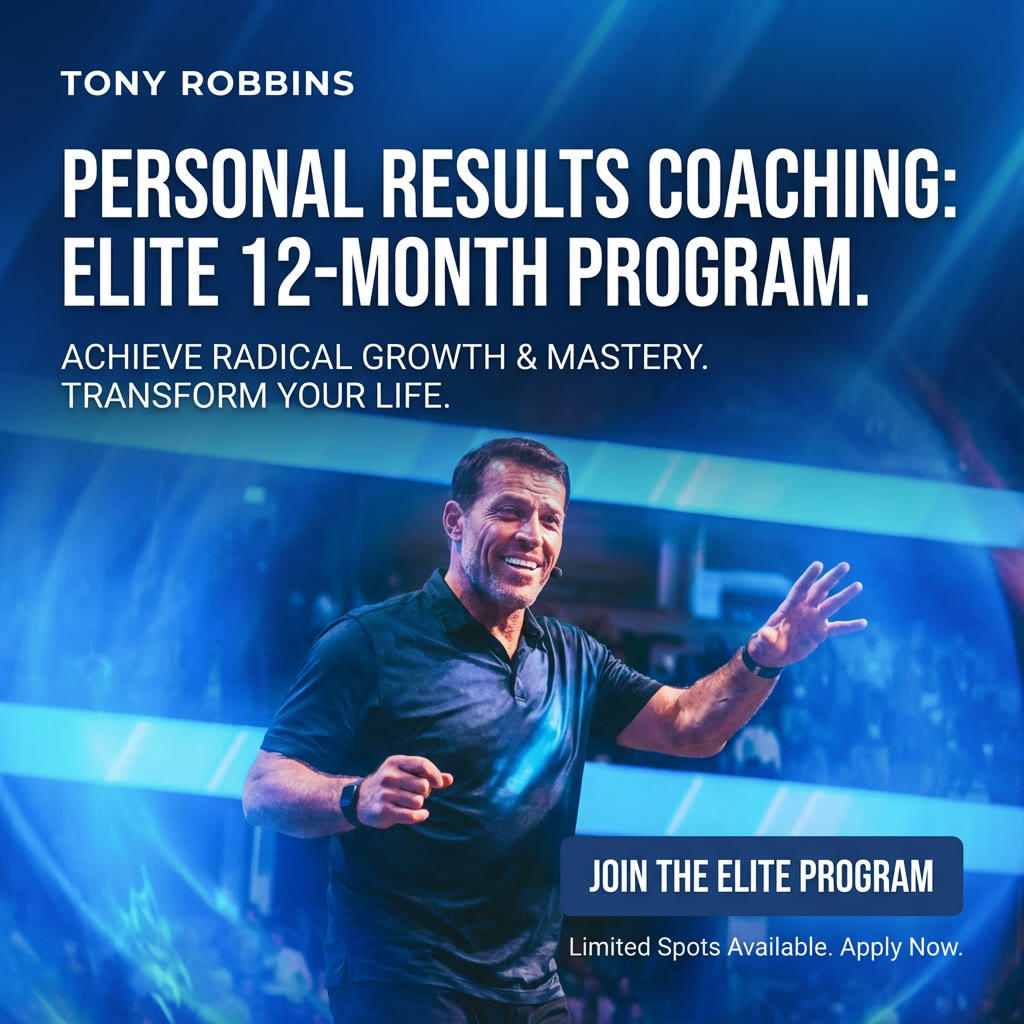 TONY ROBBINS
PERSONAL RESULTS COACHING:
ELITE 12-MONTH PROGRAM.
ACHIEVE RADICAL GROWTH & MASTERY.
TRANSFORM YOUR LIFE.
JOIN THE ELITE PROGRAM
Limited Spots Available. Apply Now.